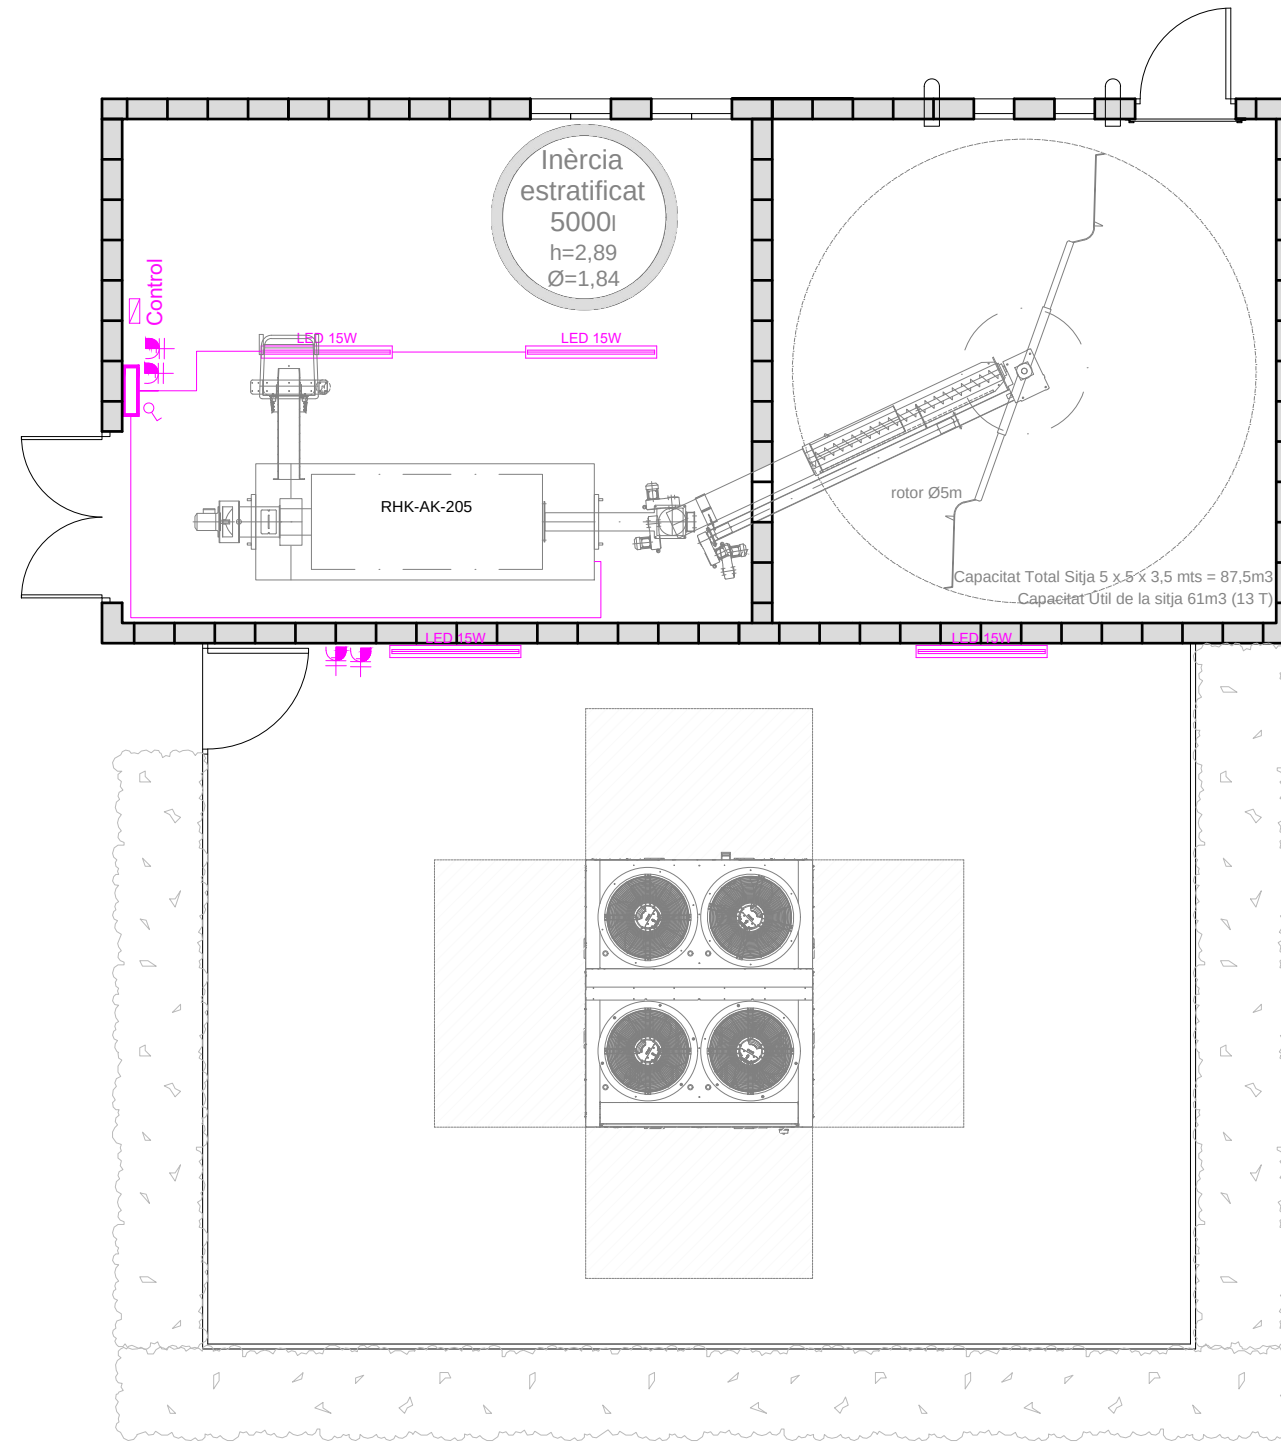 Inèrcia
estratificat
5000l
h=2,89
Ø=1,84
Control
LED 15W
LED 15W
RHK-AK-205
rotor Ø5m
Capacitat Total Sitja 5 x 5 x 3,5 mts = 87,5m3
Capacitat Útil de la sitja 61m3 (13 T)
LED 15W
LED 15W